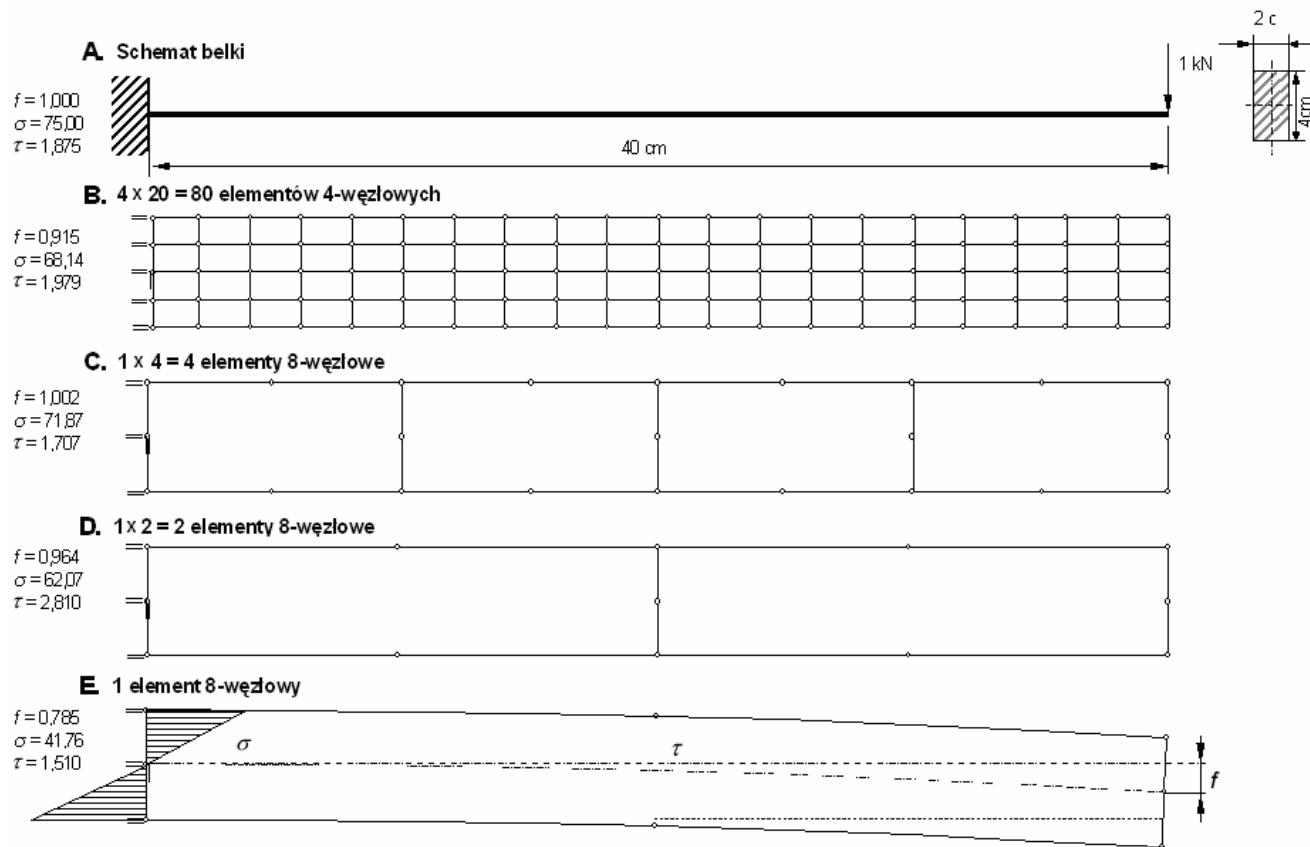 2 c
A. Schemat belki
1 kN
f = 1,000
σ = 75,00
τ = 1,875
4cm
40 cm
B. 4 x 20 = 80 elementów 4-węzłowych
f = 0,915
σ = 68,14
τ = 1,979
C. 1 x 4 = 4 elementy 8-węzłowe
f = 1,002
σ = 71,87
τ = 1,707
D. 1 x 2 = 2 elementy 8-węzłowe
f = 0,964
σ = 62,07
τ = 2,810
E. 1 element 8-węzłowy
f = 0,785
σ = 41,76
τ = 1,510
σ
τ
f